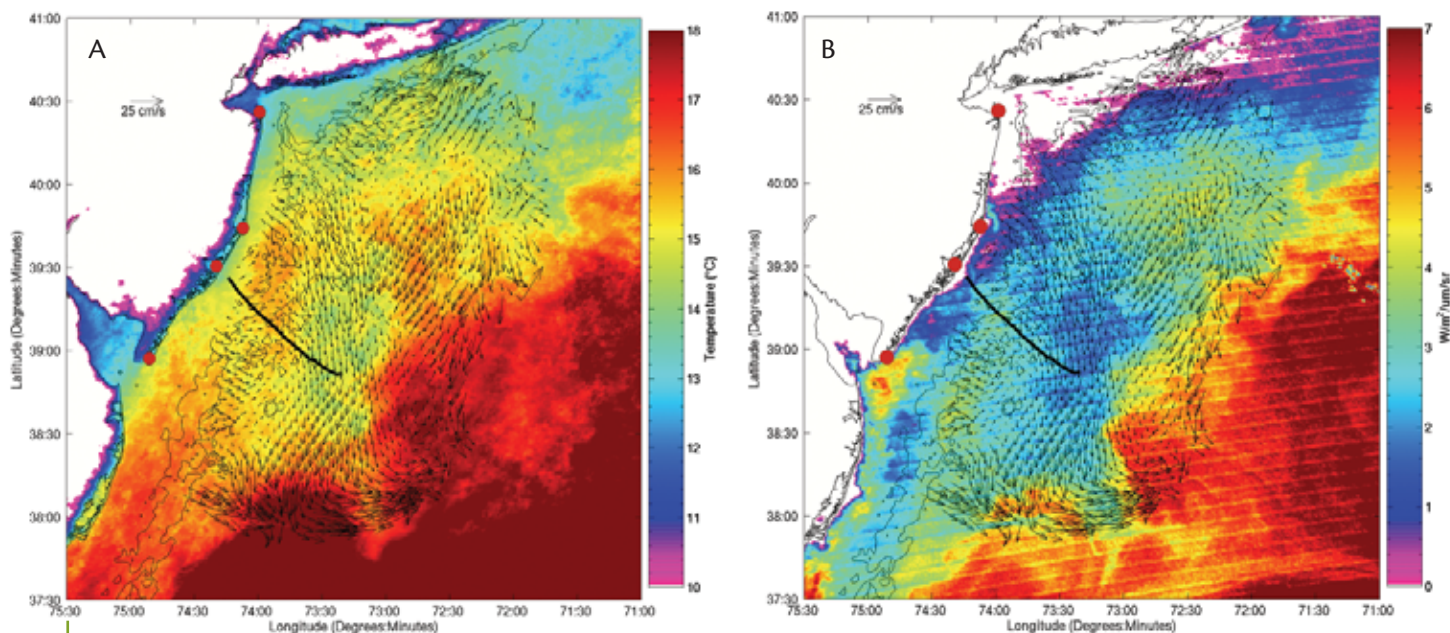 A
25 cm/s
41:00
40:30
40:00
39:30
39:00
38:30
38:00
37:30
Latitude (Degrees:Minutes)
75:30 75:00 74:30 74:00 73:30 73:00 72:30 72:00 71:30 71:00
Longitude (Degrees:Minutes)
18
17
16
15
14
13
12
11
10
Temperature (°C)
B
25 cm/s
41:00
40:30
40:00
39:30
39:00
38:30
38:00
37:30
Latitude (Degrees:Minutes)
75:30 75:00 74:30 74:00 73:30 73:00 72:30 72:00 71:30 71:00
Longitude (Degrees:Minutes)
7
6
5
4
3
2
1
0
W/m²/um/sr